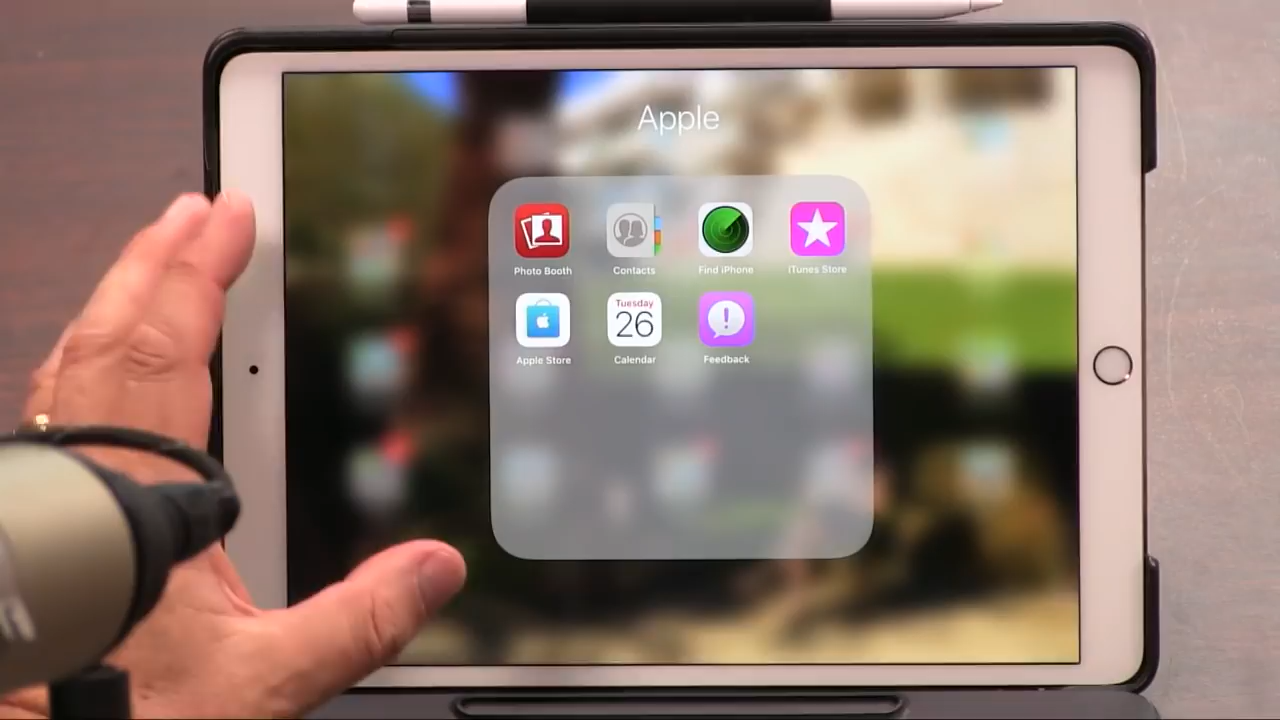 Apple
Photo Booth
Contacts
Find iPhone
iTunes Store
Apple Store
Tuesday
26
Calendar
Feedback